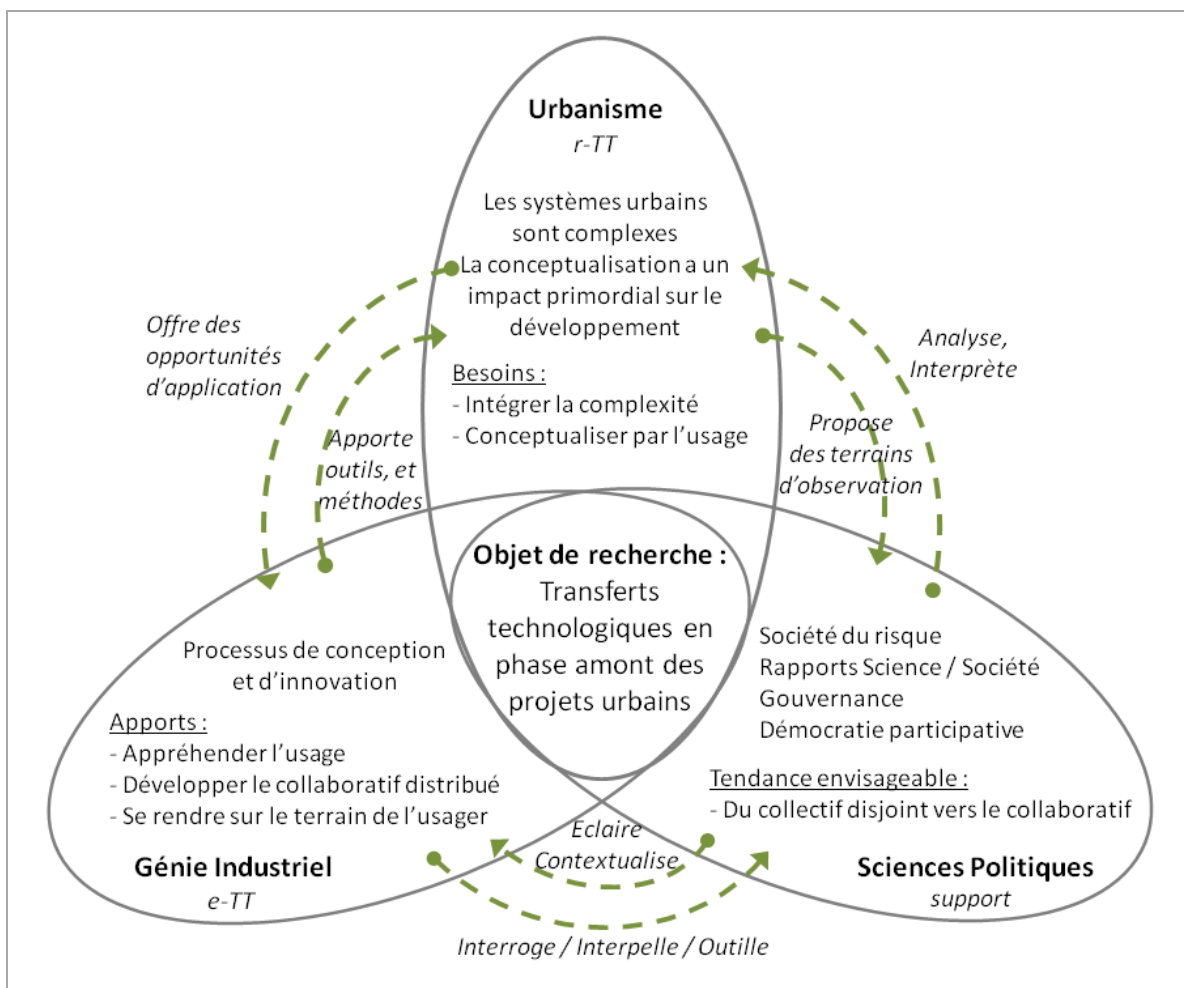 Urbanisme
r-TT
Les systèmes urbains
sont complexes
La conceptualisation a un
impact primordial sur le
développement
Besoins :
- Intégrer la complexité
- Conceptualiser par l'usage
Offre des
opportunités
d'application
Apporte
outils, et
méthodes
Analyse,
Interprète
Propose
des terrains
d'observation
Objet de recherche :
Transferts
technologiques en
phase amont des
projets urbains
Processus de conception
et d'innovation
Apports :
- Appréhender l'usage
- Développer le collaboratif distribué
- Se rendre sur le terrain de l'usager
Génie Industriel
e-TT
Société du risque
Rapports Science / Société
Gouvernance
Démocratie participative
Tendance envisageable :
- Du collectif disjoint vers le collaboratif
Sciences Politiques
support
Eclaire
Contextualise
Interroge / Interpelle / Outille